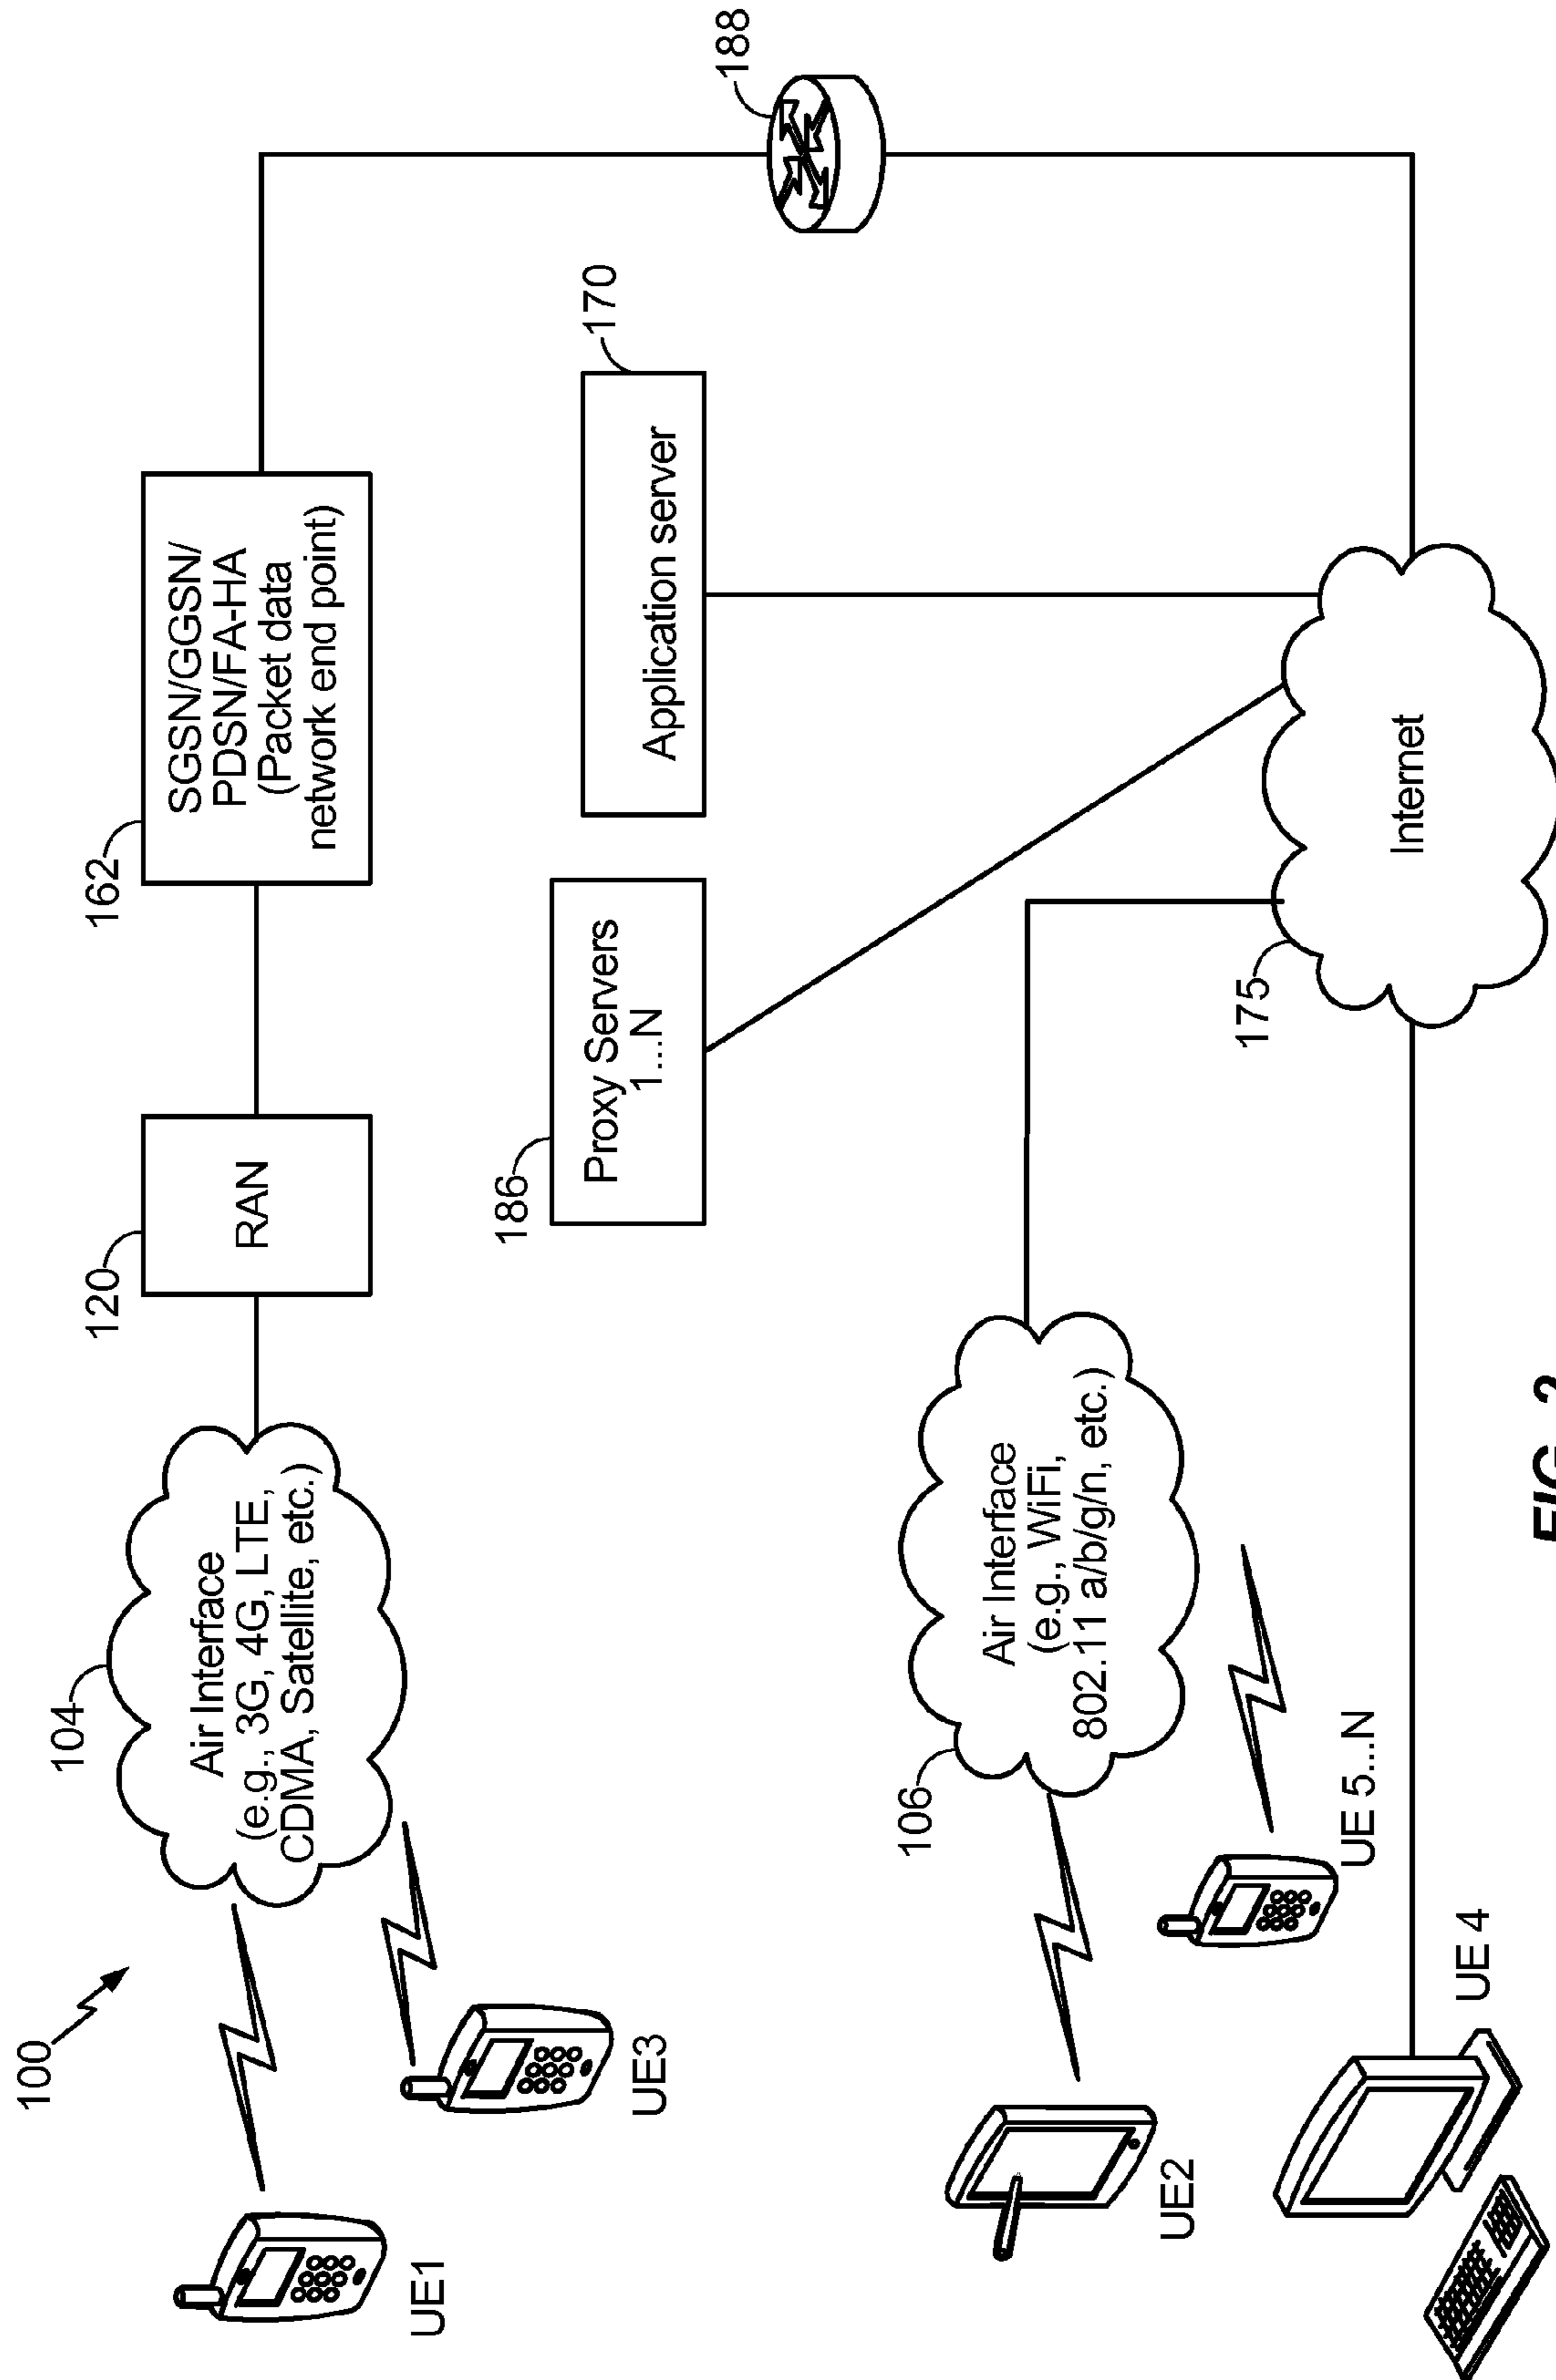 100
104
Air Interface
(e.g., 3G, 4G, LTE,
CDMA, Satellite, etc.)
120
RAN
162
SGSN/GGSN/
PDSN/FA-HA
(Packet data
network end point)
188
UE1
UE3
186
Proxy Servers
1...N
170
Application server
106
Air Interface
(e.g., WiFi,
802.11 a/b/g/n, etc.)
UE2
UE 5...N
175
Internet
UE 4
FIG. 2